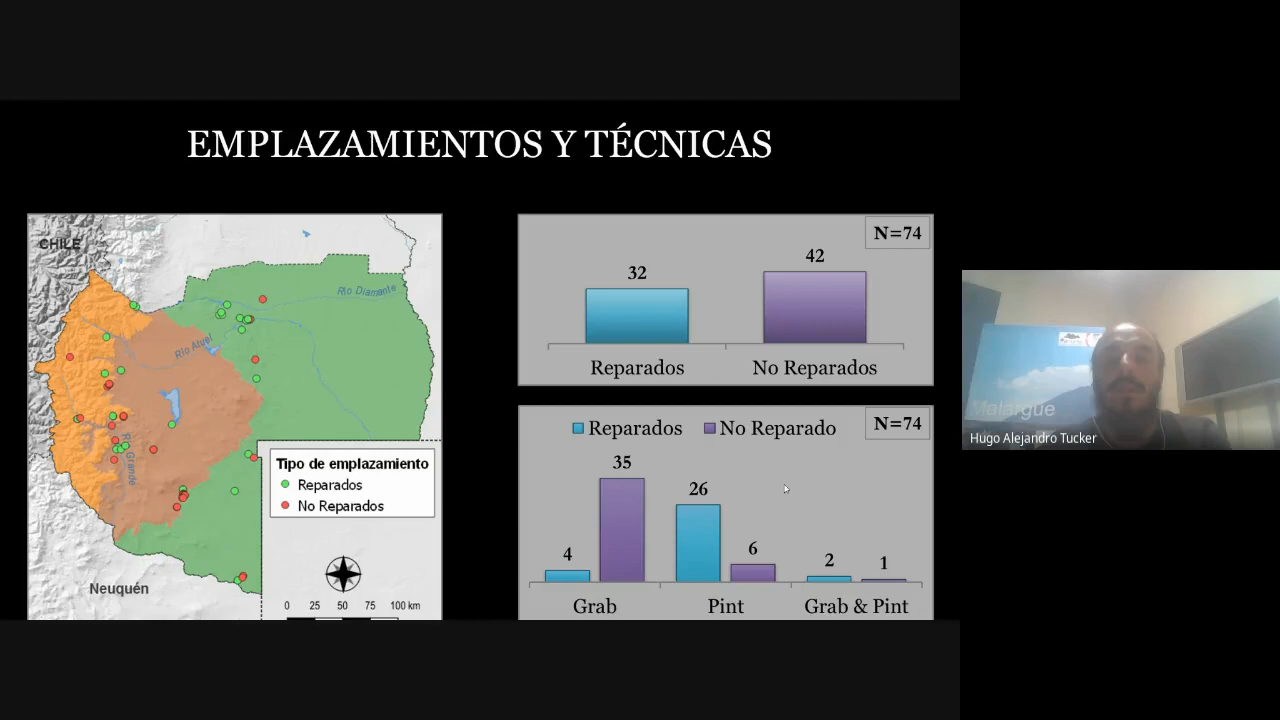 EMPLAZAMIENTOS Y TÉCNICAS
CHILE
Río Diamante
Río Atuel
R. Grande
Neuquén
Tipo de emplazamiento
Reparados
No Reparados
0 25 50 75 100 km
N=74
32
42
Reparados
No Reparados
Reparados
No Reparado
N=74
4
35
26
6
2
1
Grab
Pint
Grab & Pint
Malargüe
Hugo Alejandro Tucker